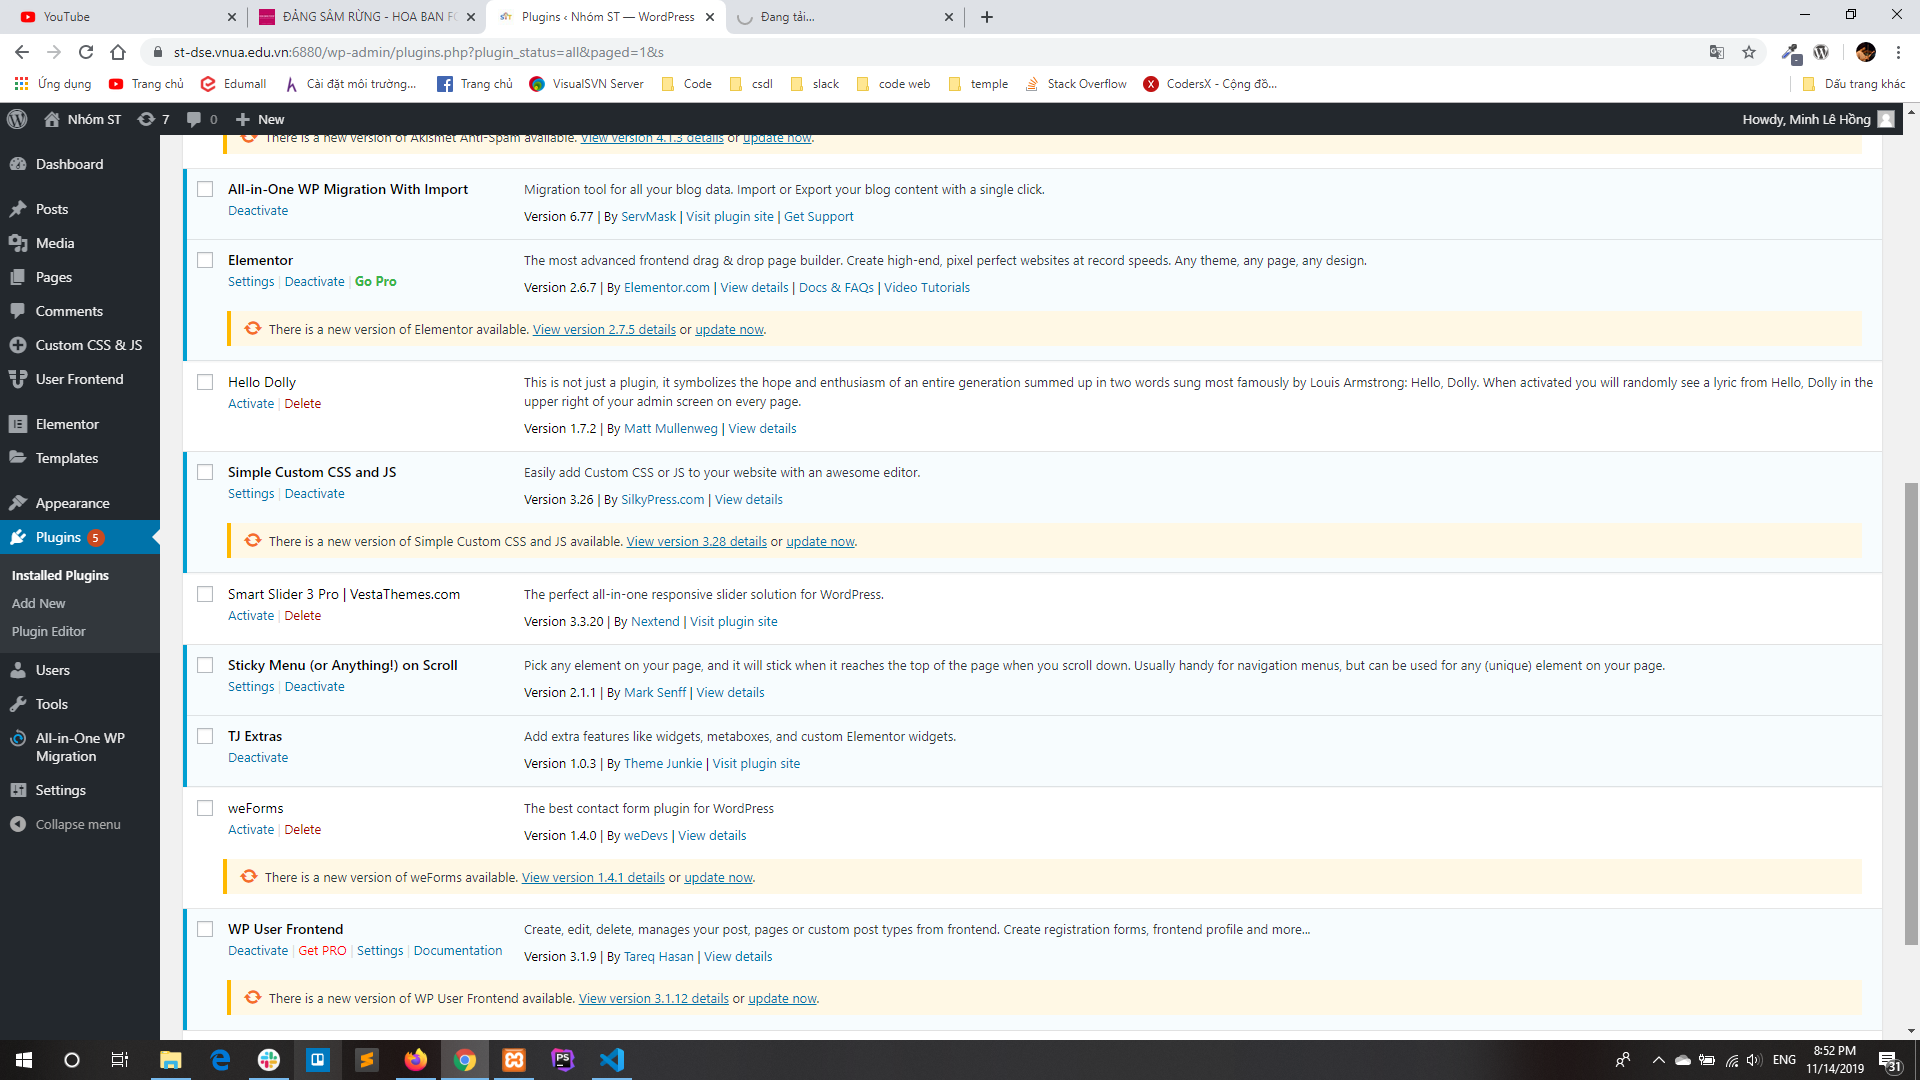 YouTube
ĐẢNG SÂM RỪNG - HOA BAN FO
Plugins ‹ Nhóm ST — WordPress
Đang tải...
st-dse.vnua.edu.vn:6880/wp-admin/plugins.php?plugin_status=all&paged=1&s
Ứng dụng
Trang chủ
Edumall
Cài đặt môi trường...
Trang chủ
VisualSVN Server
Code
csdl
slack
code web
temple
Stack Overflow
CodersX - Cộng đồ...
Dấu trang khác
Nhóm ST
7
0
New
Howdy, Minh Lê Hồng
Dashboard
Posts
Media
Pages
Comments
Custom CSS & JS
User Frontend
Elementor
Templates
Appearance
Plugins 5
Installed Plugins
Add New
Plugin Editor
Users
Tools
All-in-One WP
Migration
Settings
Collapse menu
There is a new version of Akismet Anti-Spam available. View version 4.1.3 details or update now.
All-in-One WP Migration With Import
Deactivate
Migration tool for all your blog data. Import or Export your blog content with a single click.
Version 6.77 | By ServMask | Visit plugin site | Get Support
Elementor
Settings | Deactivate | Go Pro
The most advanced frontend drag & drop page builder. Create high-end, pixel perfect websites at record speeds. Any theme, any page, any design.
Version 2.6.7 | By Elementor.com | View details | Docs & FAQs | Video Tutorials
There is a new version of Elementor available. View version 2.7.5 details or update now.
Hello Dolly
Activate | Delete
This is not just a plugin, it symbolizes the hope and enthusiasm of an entire generation summed up in two words sung most famously by Louis Armstrong: Hello, Dolly. When activated you will randomly see a lyric from Hello, Dolly in the
upper right of your admin screen on every page.
Version 1.7.2 | By Matt Mullenweg | View details
Simple Custom CSS and JS
Settings | Deactivate
Easily add Custom CSS or JS to your website with an awesome editor.
Version 3.26 | By SilkyPress.com | View details
There is a new version of Simple Custom CSS and JS available. View version 3.28 details or update now.
Smart Slider 3 Pro | VestaThemes.com
Activate | Delete
The perfect all-in-one responsive slider solution for WordPress.
Version 3.3.20 | By Nextend | Visit plugin site
Sticky Menu (or Anything!) on Scroll
Settings | Deactivate
Pick any element on your page, and it will stick when it reaches the top of the page when you scroll down. Usually handy for navigation menus, but can be used for any (unique) element on your page.
Version 2.1.1 | By Mark Senff | View details
TJ Extras
Deactivate
Add extra features like widgets, metaboxes, and custom Elementor widgets.
Version 1.0.3 | By Theme Junkie | Visit plugin site
weForms
Activate | Delete
The best contact form plugin for WordPress
Version 1.4.0 | By weDevs | View details
There is a new version of weForms available. View version 1.4.1 details or update now.
WP User Frontend
Deactivate | Get PRO | Settings | Documentation
Create, edit, delete, manages your post, pages or custom post types from frontend. Create registration forms, frontend profile and more...
Version 3.1.9 | By Tareq Hasan | View details
There is a new version of WP User Frontend available. View version 3.1.12 details or update now.
ENG
8:52 PM
11/14/2019
31